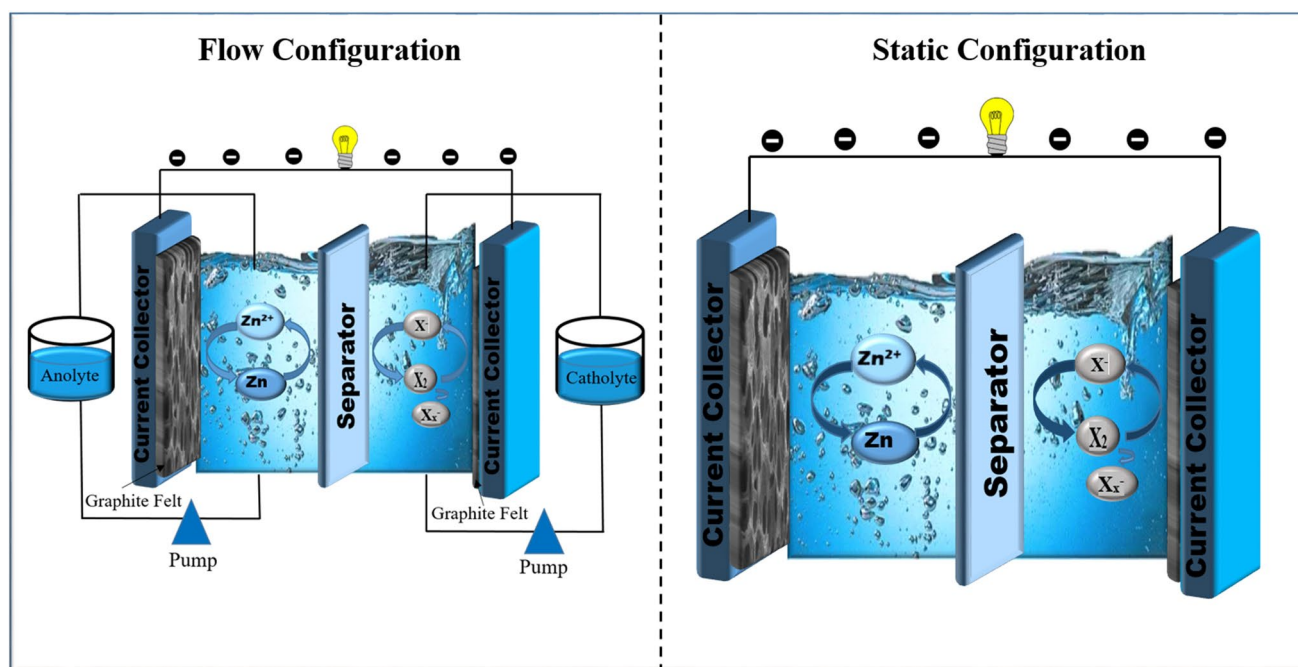 Flow Configuration
Current Collector
Anolyte
Zn²⁺
Zn
Graphite Felt
Pump
Separator
X⁻
X₂
Xₓ⁻
Current Collector
Catholyte
Graphite Felt
Pump
Static Configuration
Current Collector
Zn²⁺
Zn
Separator
X⁻
X₂
Xₓ⁻
Current Collector